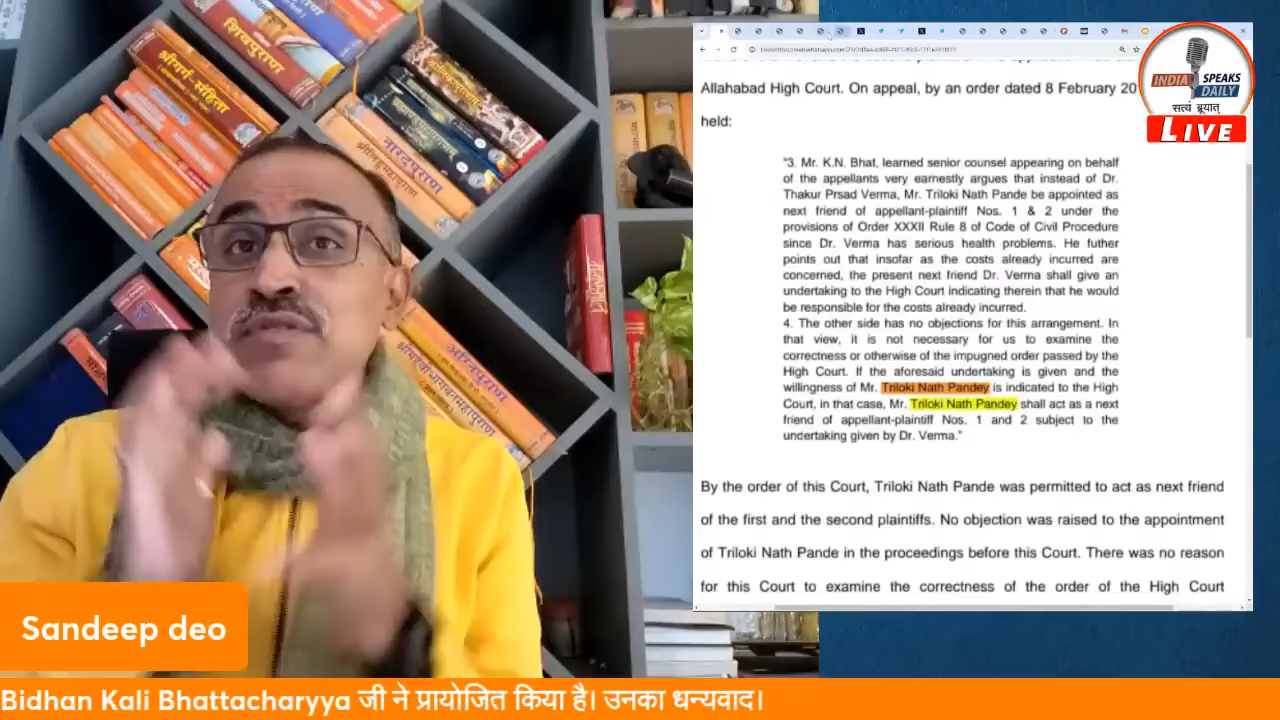 शिवपुराण
श्रीगर्ग-संहिता
नारदपुराण
श्रीलिङ्गमहापुराण
अग्निपुराण
श्रीमद्देवीभागवतमहापुराण
Allahabad High Court. On appeal, by an order dated 8 February 20
held:
"3. Mr. K.N. Bhat, learned senior counsel appearing on behalf
of the appellants very earnestly argues that instead of Dr.
Thakur Prsad Verma, Mr. Triloki Nath Pande be appointed as
next friend of appellant-plaintiff Nos. 1 & 2 under the
provisions of Order XXXII Rule 8 of Code of Civil Procedure
since Dr. Verma has serious health problems. He futher
points out that insofar as the costs already incurred are
concerned, the present next friend Dr. Verma shall give an
undertaking to the High Court indicating therein that he would
be responsible for the costs already incurred.
4. The other side has no objections for this arrangement. In
that view, it is not necessary for us to examine the
correctness or otherwise of the impugned order passed by the
High Court. If the aforesaid undertaking is given and the
willingness of Mr. Triloki Nath Pandey is indicated to the High
Court, in that case, Mr. Triloki Nath Pandey shall act as a next
friend of appellant-plaintiff Nos. 1 and 2 subject to the
undertaking given by Dr. Verma."
By the order of this Court, Triloki Nath Pande was permitted to act as next friend
of the first and the second plaintiffs. No objection was raised to the appointment
of Triloki Nath Pande in the proceedings before this Court. There was no reason
for this Court to examine the correctness of the order of the High Court
INDIA SPEAKS
DAILY
सत्यं ब्रूयात्
LIVE
Sandeep deo
Bidhan Kali Bhattacharyya जी ने प्रायोजित किया है। उनका धन्यवाद।